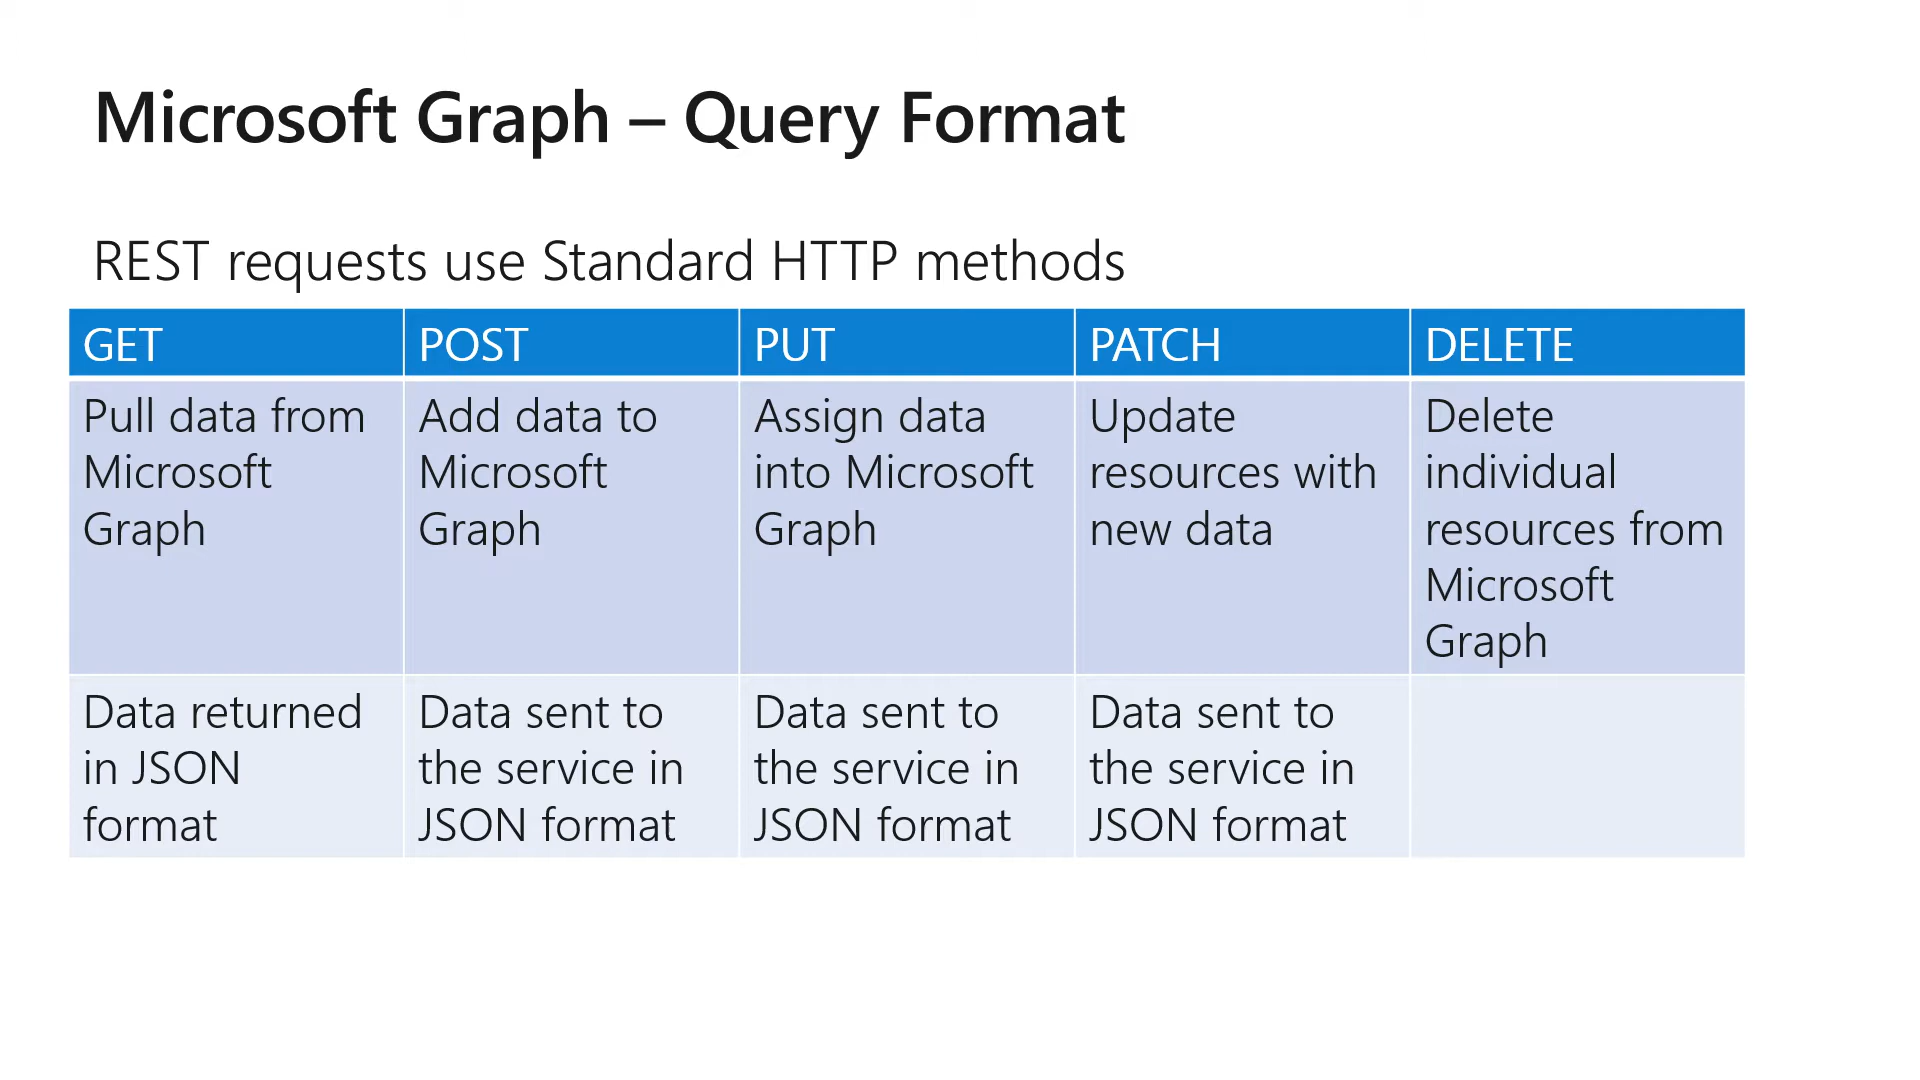 Microsoft Graph – Query Format
REST requests use Standard HTTP methods
GET
POST
PUT
PATCH
DELETE
Pull data from
Microsoft
Graph
Add data to
Microsoft
Graph
Assign data
into Microsoft
Graph
Update
resources with
new data
Delete
individual
resources from
Microsoft
Graph
Data returned
in JSON
format
Data sent to
the service in
JSON format
Data sent to
the service in
JSON format
Data sent to
the service in
JSON format